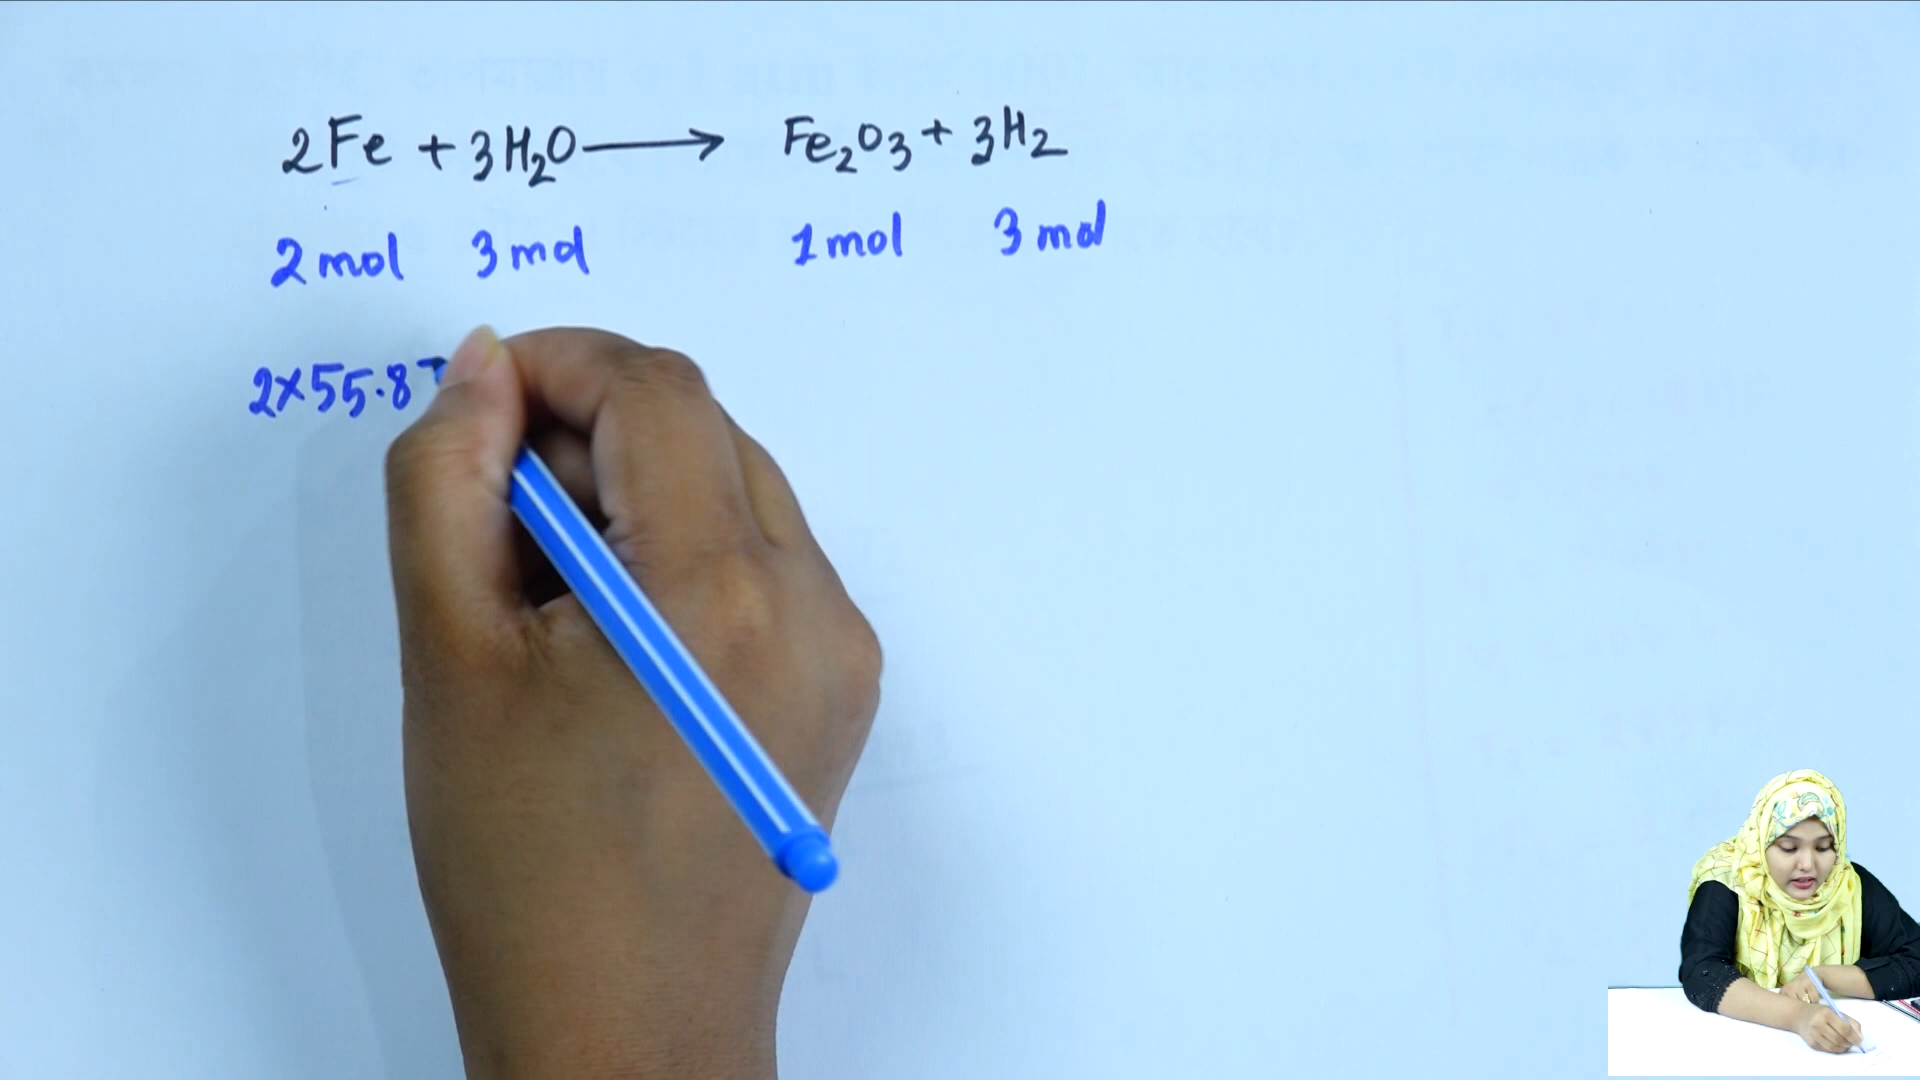 2Fe + 3H₂O ⟶ Fe₂O₃ + 3H₂
2 mol 3 mol 1 mol 3 mol
2×55.8